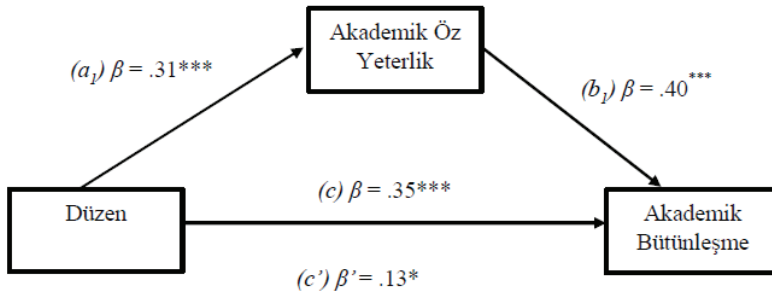 Akademik Öz
Yeterlik
(a₁) β = .31***
(b₁) β = .40***
Düzen
(c) β = .35***
Akademik
Bütünleşme
(c’) β’= .13*